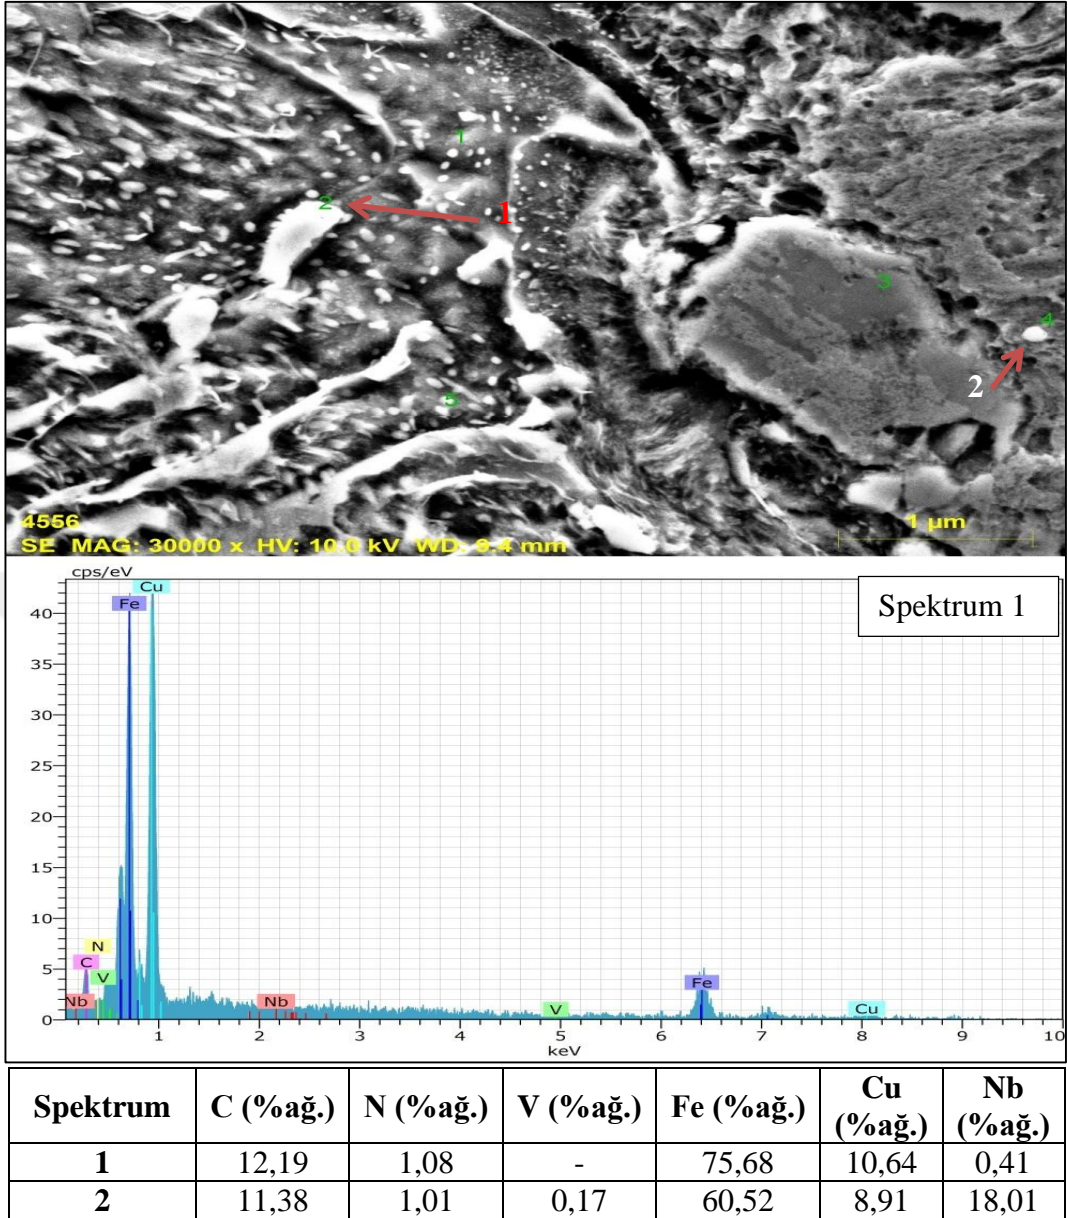 1
2
1
3
4
2
5
4556
1 µm
SE MAG: 30000 x HV: 10.0 kV WD: 9.4 mm
cps/eV
Cu
Fe
Spektrum 1
40
35
30
25
20
15
10
5
0
N
C
V
Nb
Nb
V
Fe
Cu
1 2 3 4 5 6 7 8 9 10
keV
Spektrum C (%ağ.) N (%ağ.) V (%ağ.) Fe (%ağ.) Cu (%ağ.) Nb (%ağ.)
1 12,19 1,08 - 75,68 10,64 0,41
2 11,38 1,01 0,17 60,52 8,91 18,01